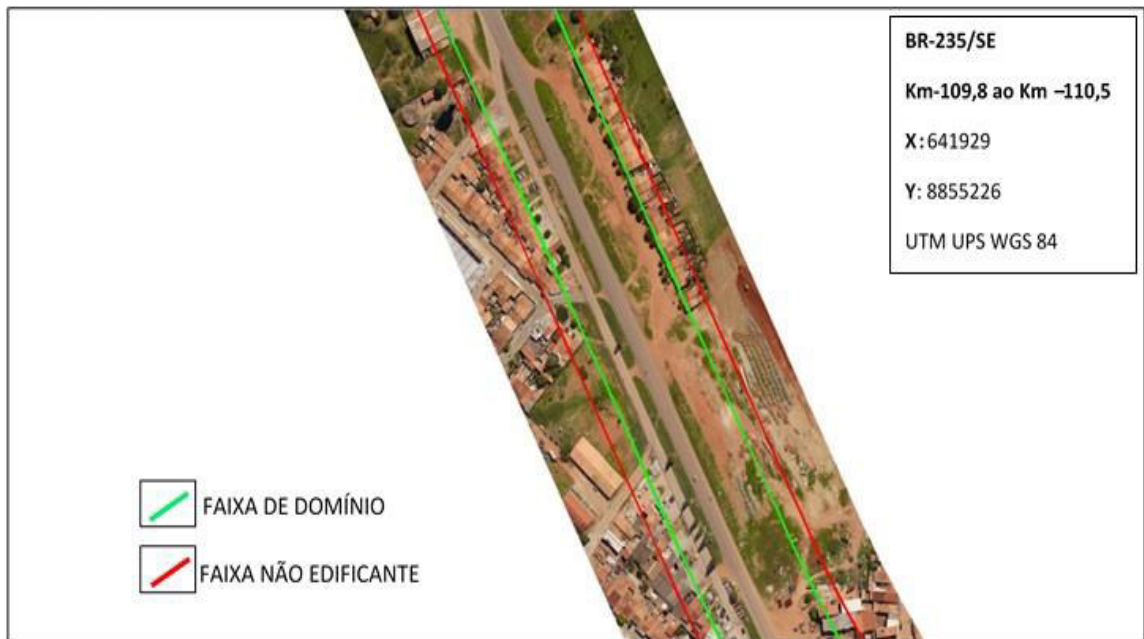 BR-235/SE
Km-109,8 ao Km –110,5
X:641929
Y: 8855226
UTM UPS WGS 84
FAIXA DE DOMÍNIO
FAIXA NÃO EDIFICANTE